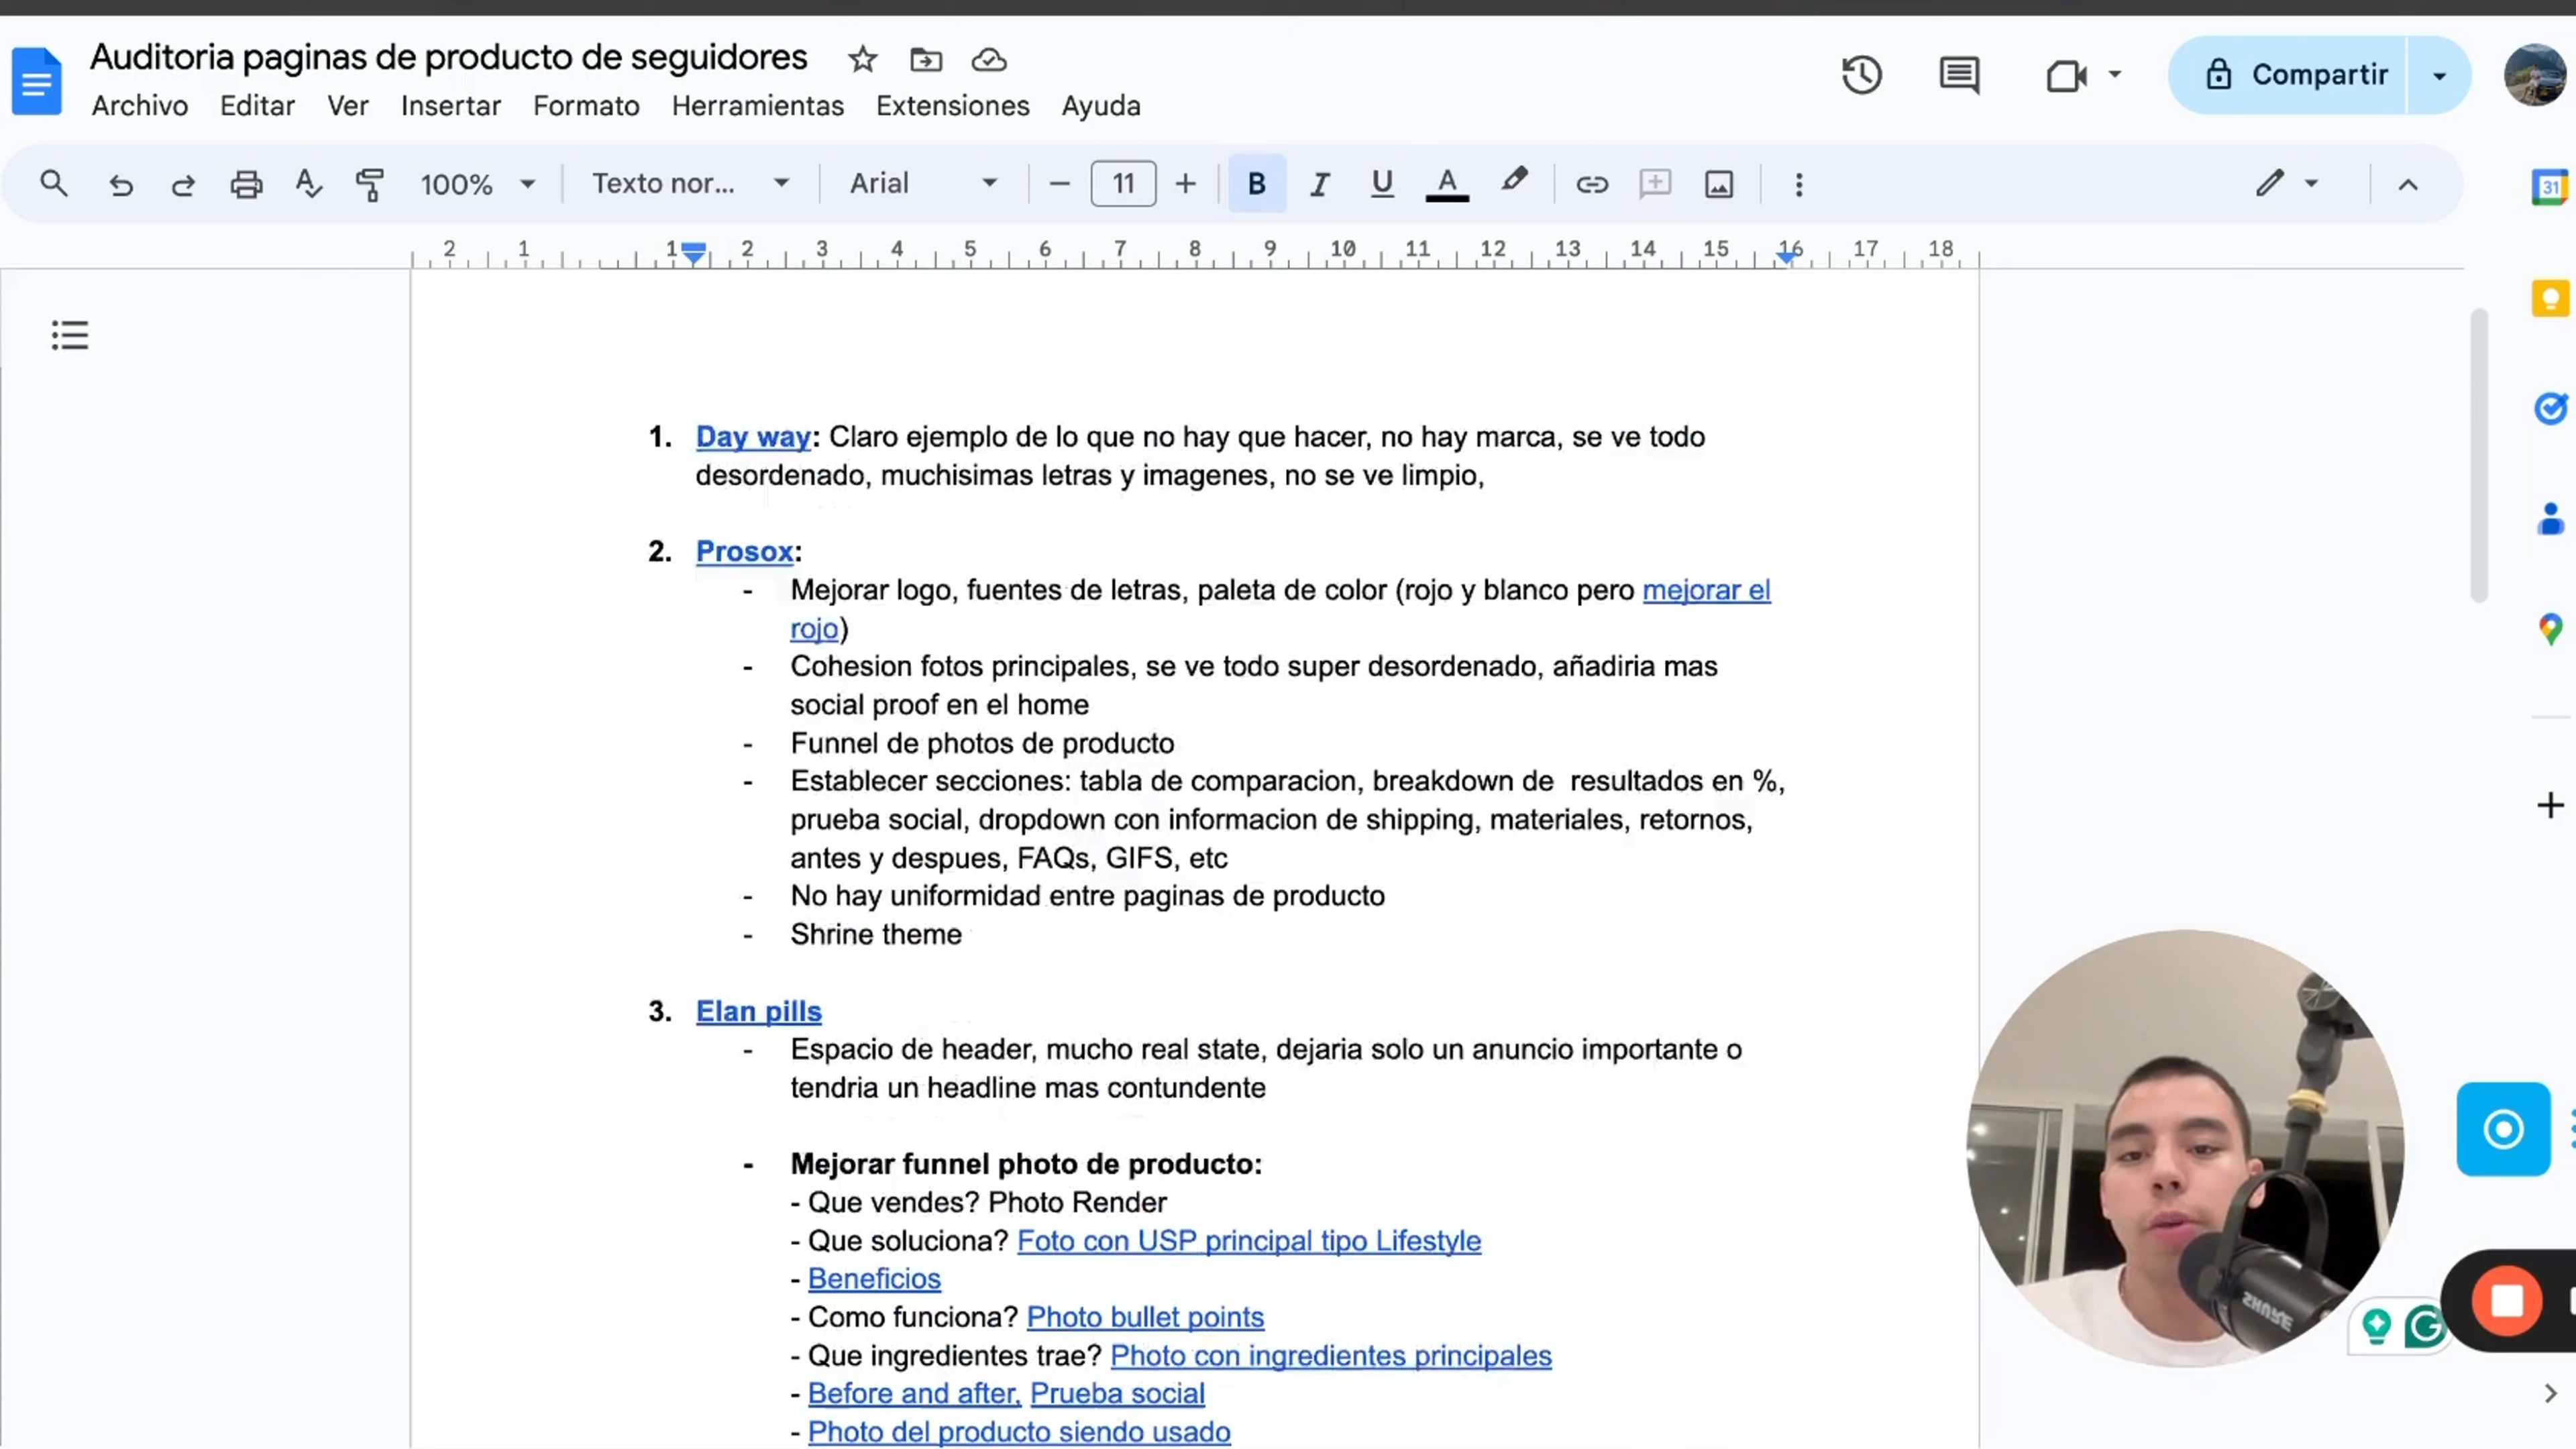 Auditoria paginas de producto de seguidores
Archivo Editar Ver Insertar Formato Herramientas Extensiones Ayuda
Compartir
100% Texto nor... Arial 11 B I U A
31
2 1 1 2 3 4 5 6 7 8 9 10 11 12 13 14 15 16 17 18
1. Day way: Claro ejemplo de lo que no hay que hacer, no hay marca, se ve todo
desordenado, muchisimas letras y imagenes, no se ve limpio,
2. Prosox:
- Mejorar logo, fuentes de letras, paleta de color (rojo y blanco pero mejorar el
rojo)
- Cohesion fotos principales, se ve todo super desordenado, añadiria mas
social proof en el home
- Funnel de photos de producto
- Establecer secciones: tabla de comparacion, breakdown de resultados en %,
prueba social, dropdown con informacion de shipping, materiales, retornos,
antes y despues, FAQs, GIFS, etc
- No hay uniformidad entre paginas de producto
- Shrine theme
3. Elan pills
- Espacio de header, mucho real state, dejaria solo un anuncio importante o
tendria un headline mas contundente
- Mejorar funnel photo de producto:
- Que vendes? Photo Render
- Que soluciona? Foto con USP principal tipo Lifestyle
- Beneficios
- Como funciona? Photo bullet points
- Que ingredientes trae? Photo con ingredientes principales
- Before and after, Prueba social
- Photo del producto siendo usado
SHURE